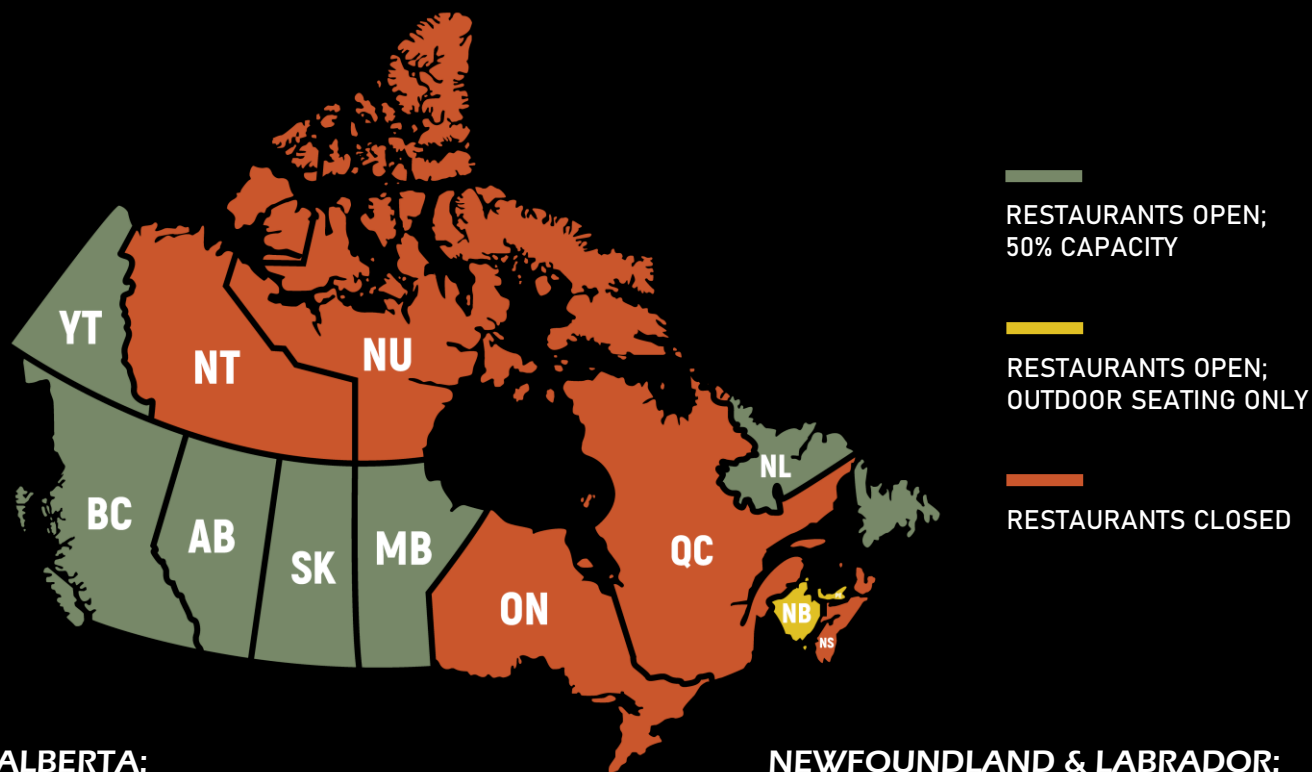 RESTAURANTS OPEN;
50% CAPACITY
YT
NT
NU
RESTAURANTS OPEN;
OUTDOOR SEATING ONLY
NL
BC
AB
SK
MB
QC
RESTAURANTS CLOSED
ON
NB
NS
ALBERTA:
NEWFOUNDLAND & LABRADOR: